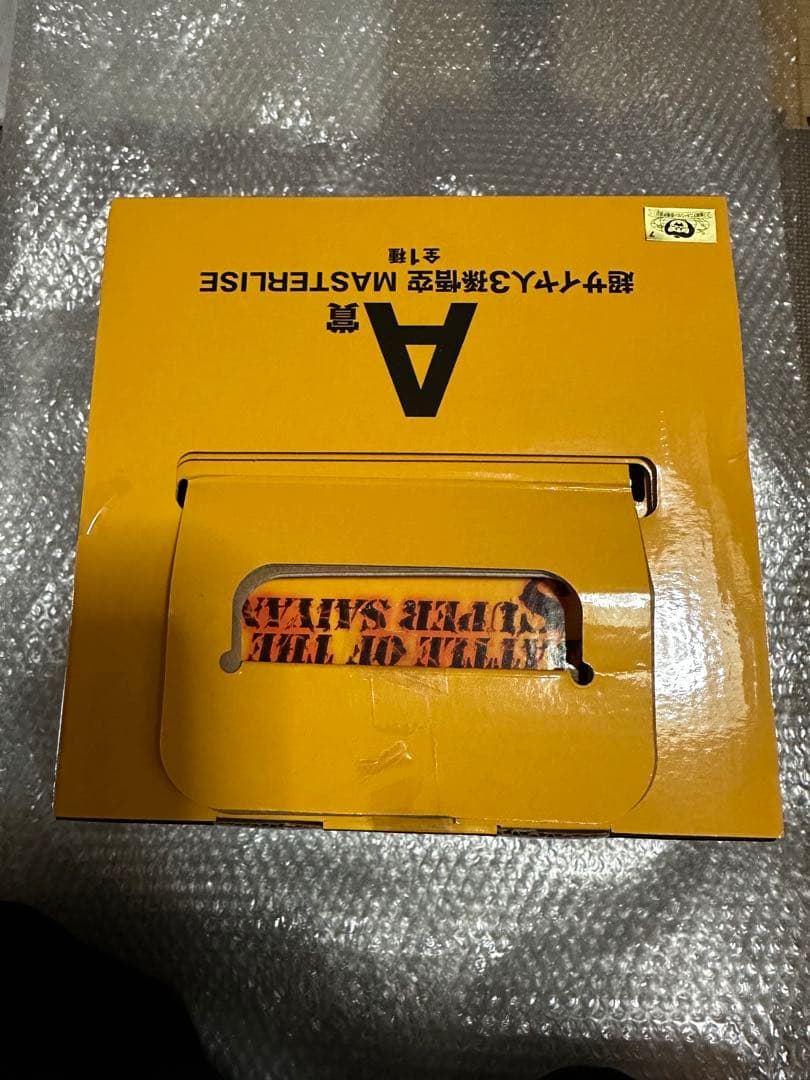 A賞
超サイヤ人3孫悟空 MASTERLISE
全1種
TTLE OF THE
SUPER SAIYAN